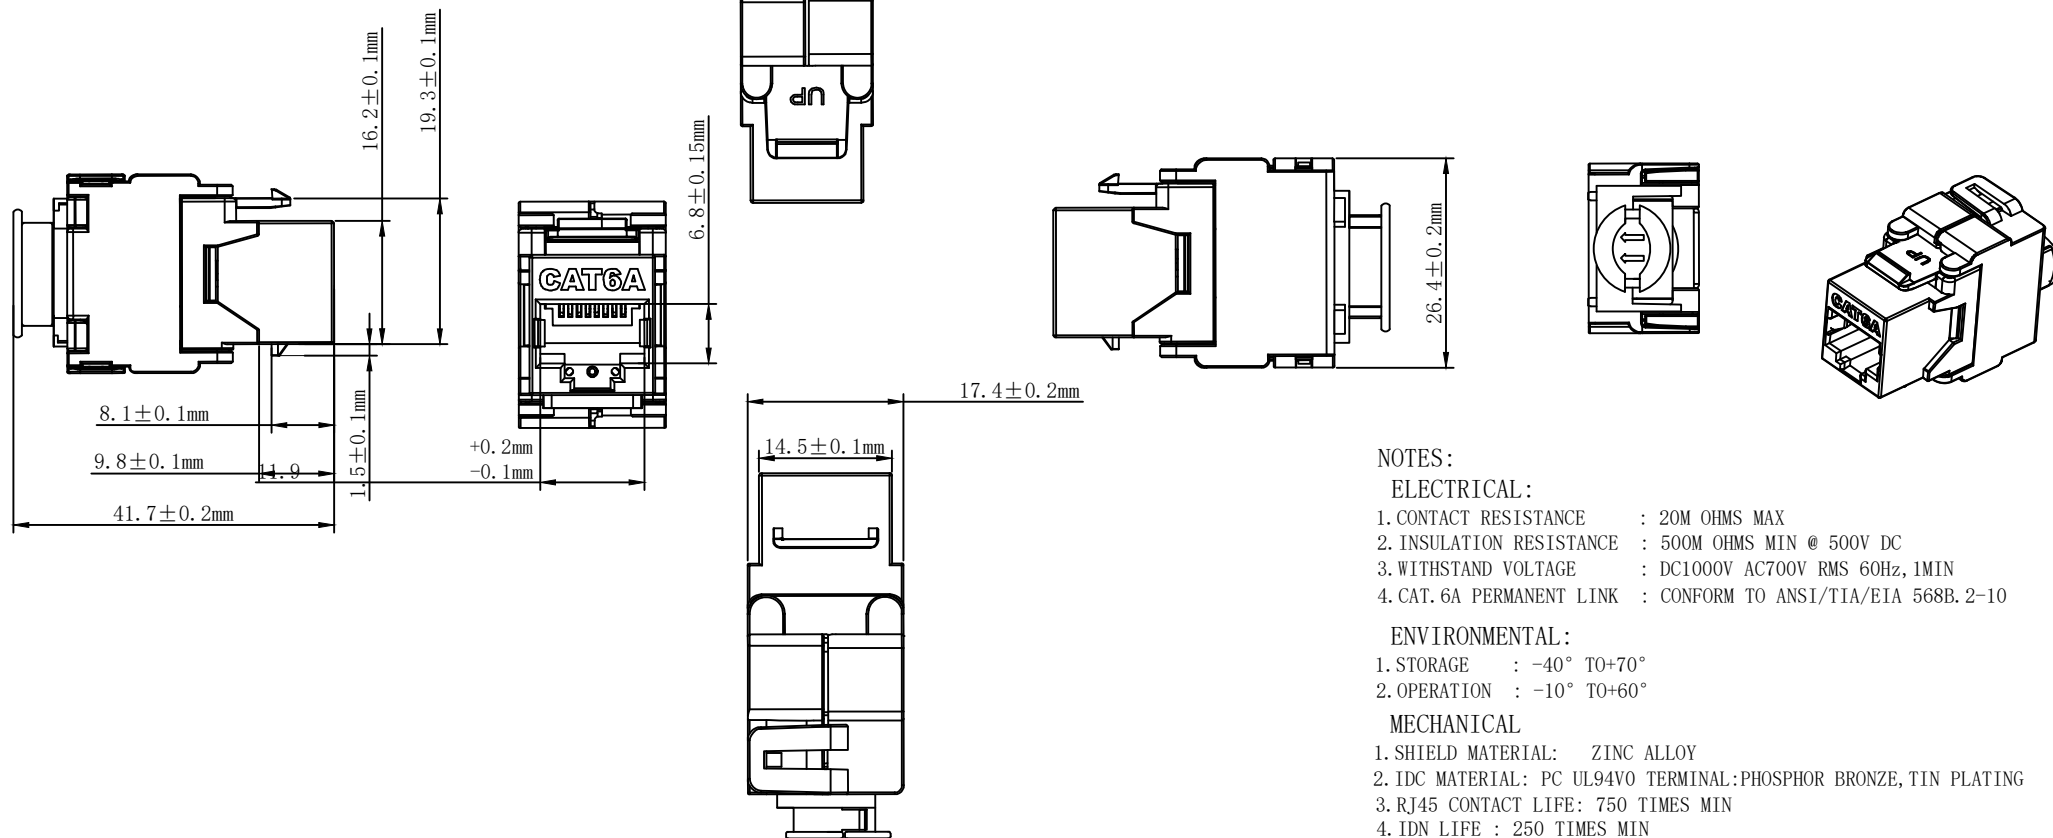 16.2±0.1mm
19.3±0.1mm
8.1±0.1mm
9.8±0.1mm
11.9
1.5±0.1mm
41.7±0.2mm
CAT6A
6.8±0.15mm
+0.2mm
-0.1mm
UP
17.4±0.2mm
14.5±0.1mm
26.4±0.2mm
UP
CAT6A
NOTES:
ELECTRICAL:
1.CONTACT RESISTANCE : 20M OHMS MAX
2.INSULATION RESISTANCE : 500M OHMS MIN @ 500V DC
3.WITHSTAND VOLTAGE : DC1000V AC700V RMS 60Hz,1MIN
4.CAT.6A PERMANENT LINK : CONFORM TO ANSI/TIA/EIA 568B.2-10
ENVIRONMENTAL:
1.STORAGE : -40° TO+70°
2.OPERATION : -10° TO+60°
MECHANICAL
1.SHIELD MATERIAL: ZINC ALLOY
2.IDC MATERIAL: PC UL94V0 TERMINAL:PHOSPHOR BRONZE,TIN PLATING
3.RJ45 CONTACT LIFE: 750 TIMES MIN
4.IDN LIFE : 250 TIMES MIN